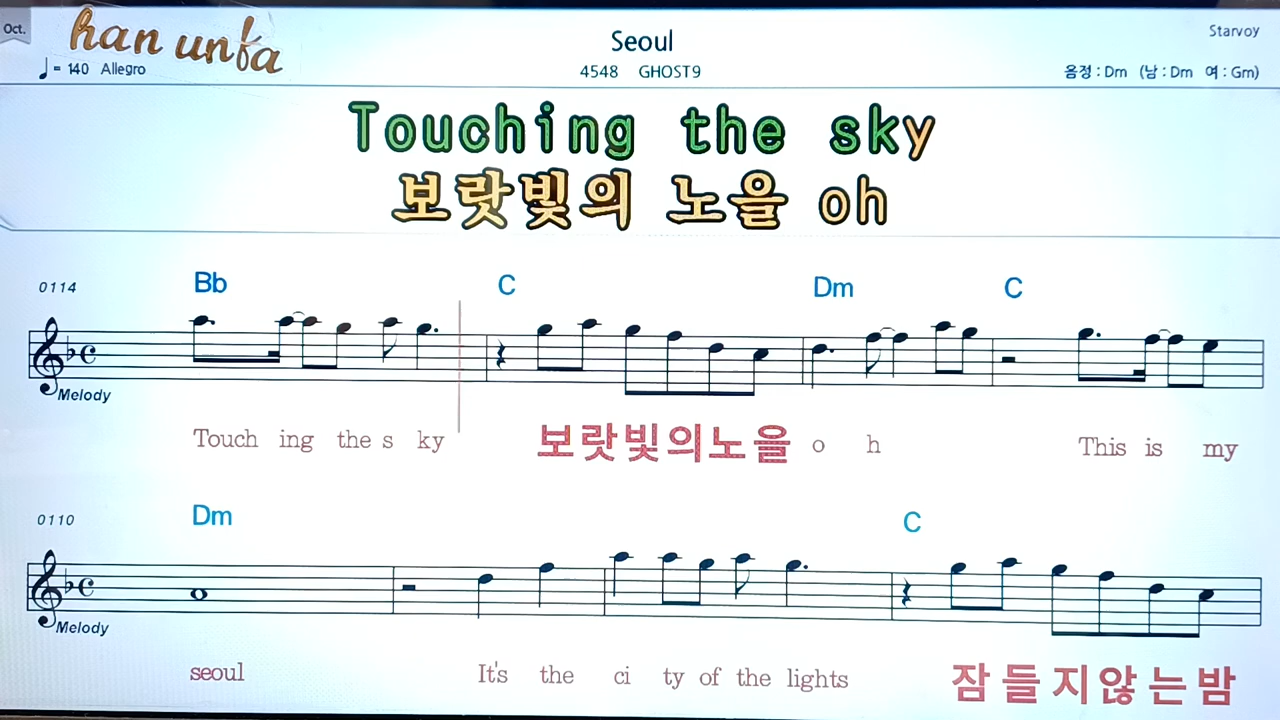 Oct.
han unfa
Seoul
Starvoy
♩= 140 Allegro
4548 GHOST9
음정 : Dm (남 : Dm 여 : Gm)
Touching the sky
보랏빛의 노을 oh
0114
Bb C Dm C
Melody
Touch ing the s ky 보랏빛의노을 o h This is my
0110
Dm C
Melody
seoul It's the ci ty of the lights 잠들지않는밤